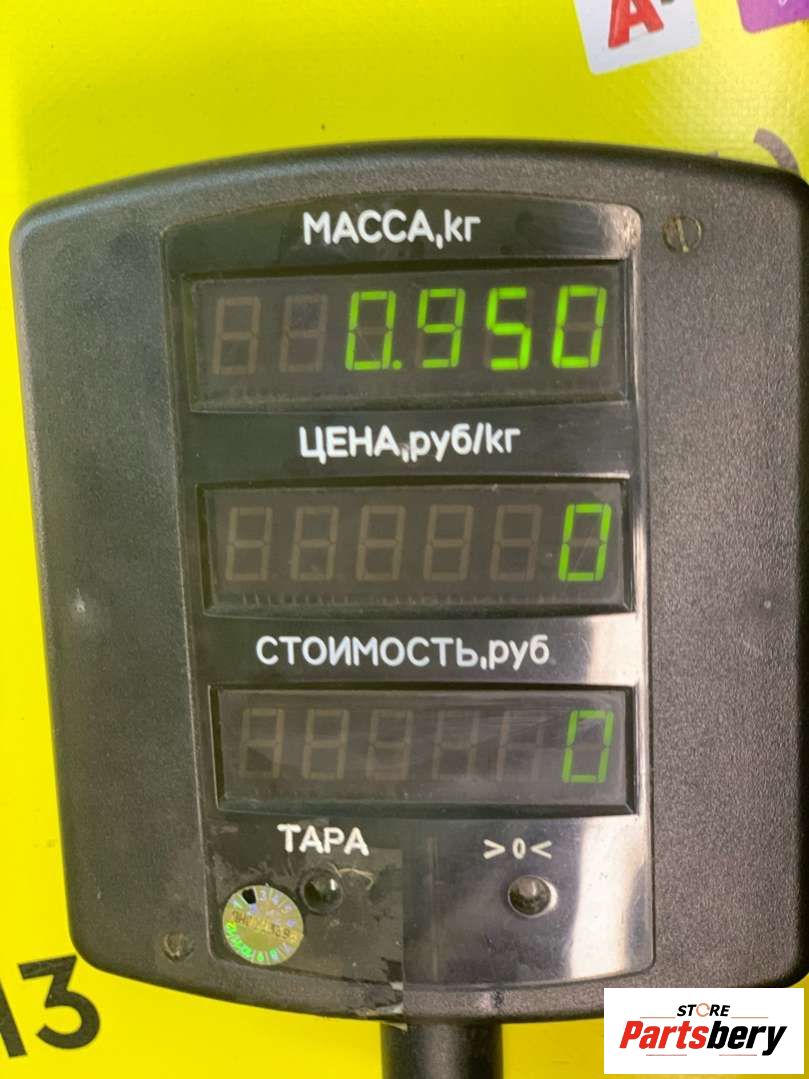 А
МАССА,кг
0.950
ЦЕНА,руб/кг
0
СТОИМОСТЬ,руб
0
ТАРА >0<
13
STORE
Partsbery